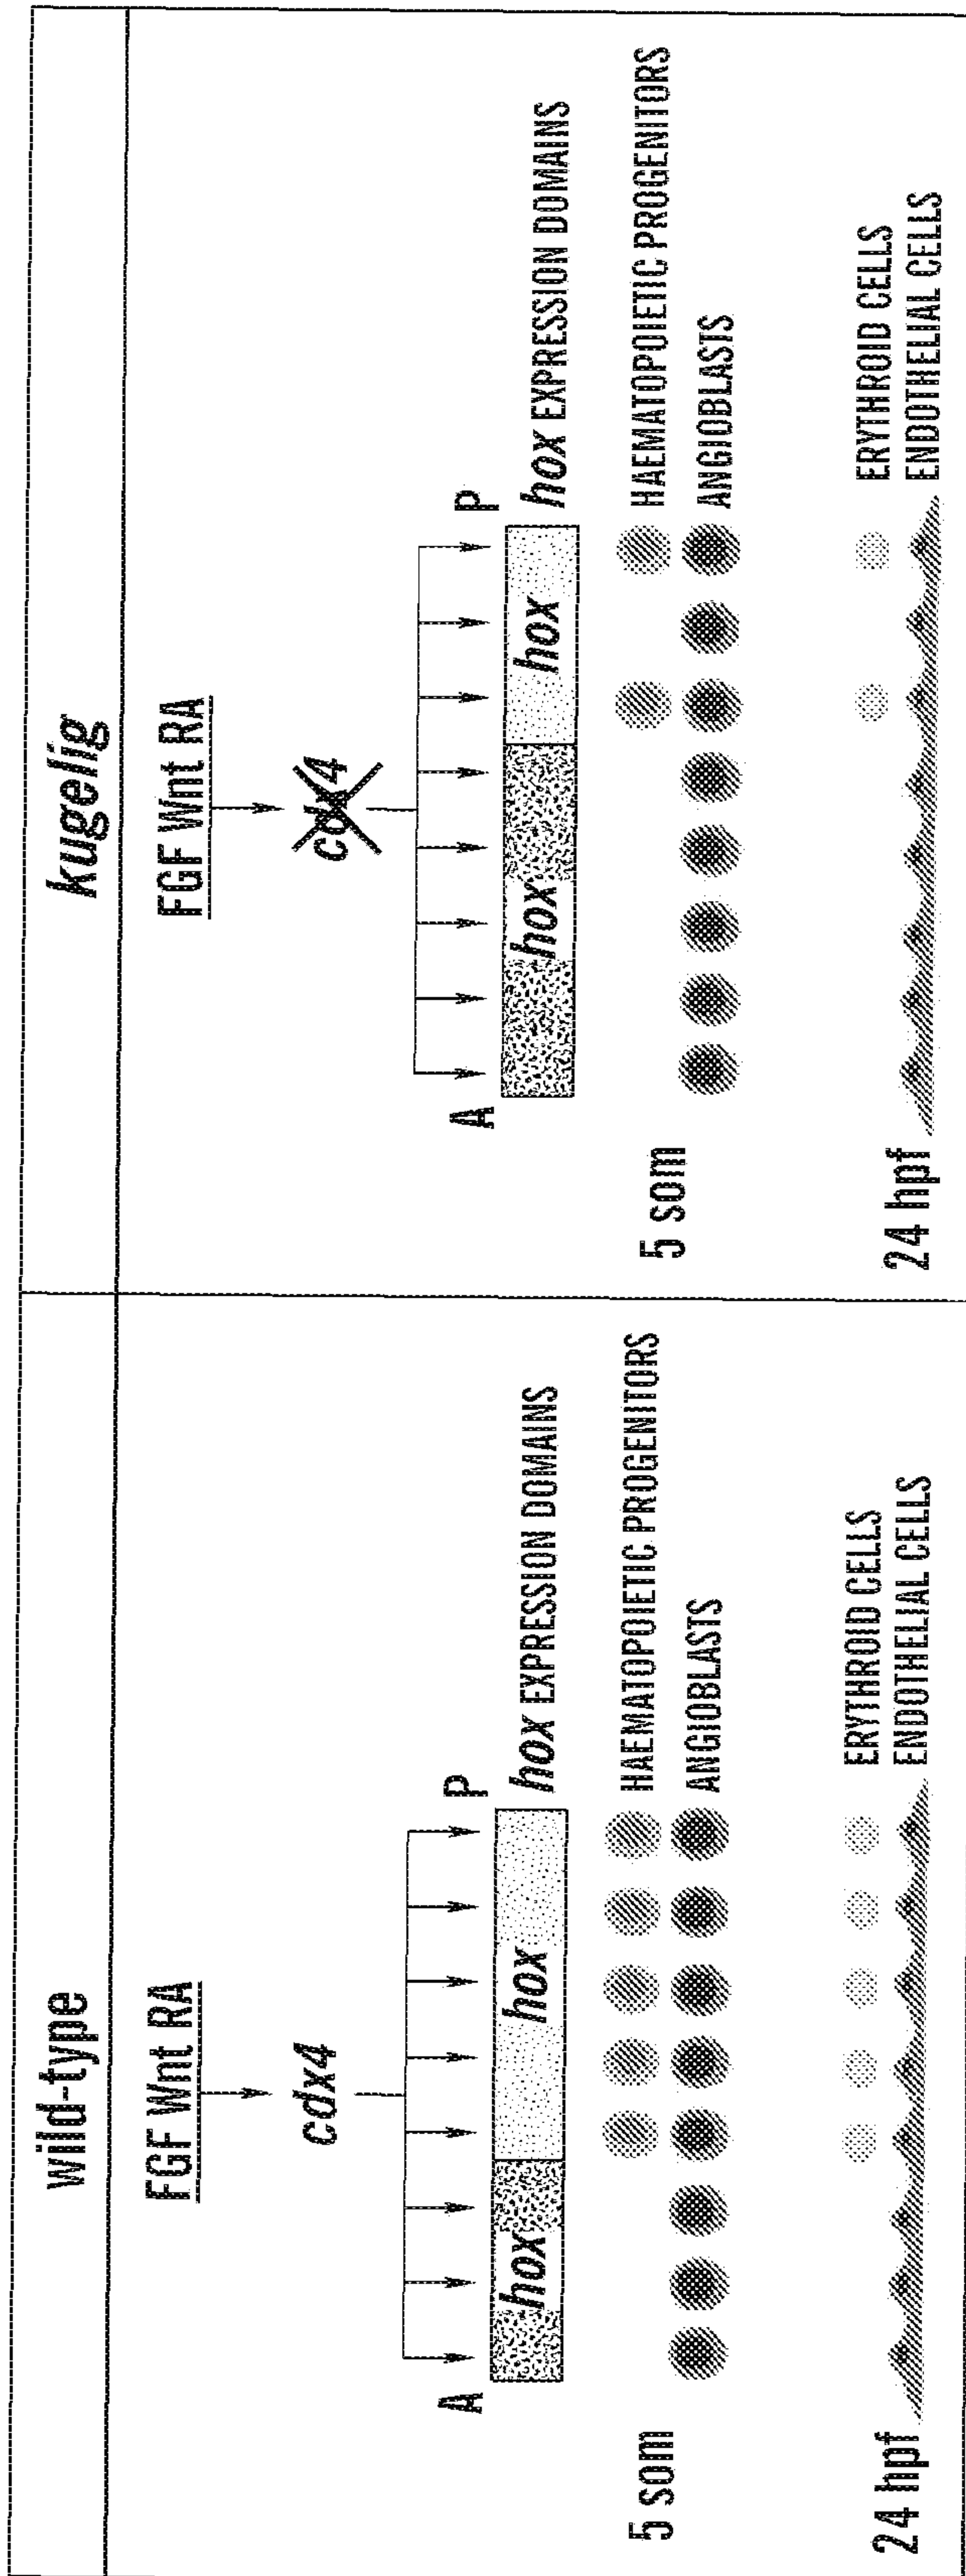 wild-type
FGF Wnt RA
cdx4
A
P
hox
hox
hox EXPRESSION DOMAINS
5 som
HAEMATOPOIETIC PROGENITORS
ANGIOBLASTS
24 hpf
ERYTHROID CELLS
ENDOTHELIAL CELLS
kugelig
FGF Wnt RA
cdx4
A
P
hox
hox
hox EXPRESSION DOMAINS
5 som
HAEMATOPOIETIC PROGENITORS
ANGIOBLASTS
24 hpf
ERYTHROID CELLS
ENDOTHELIAL CELLS